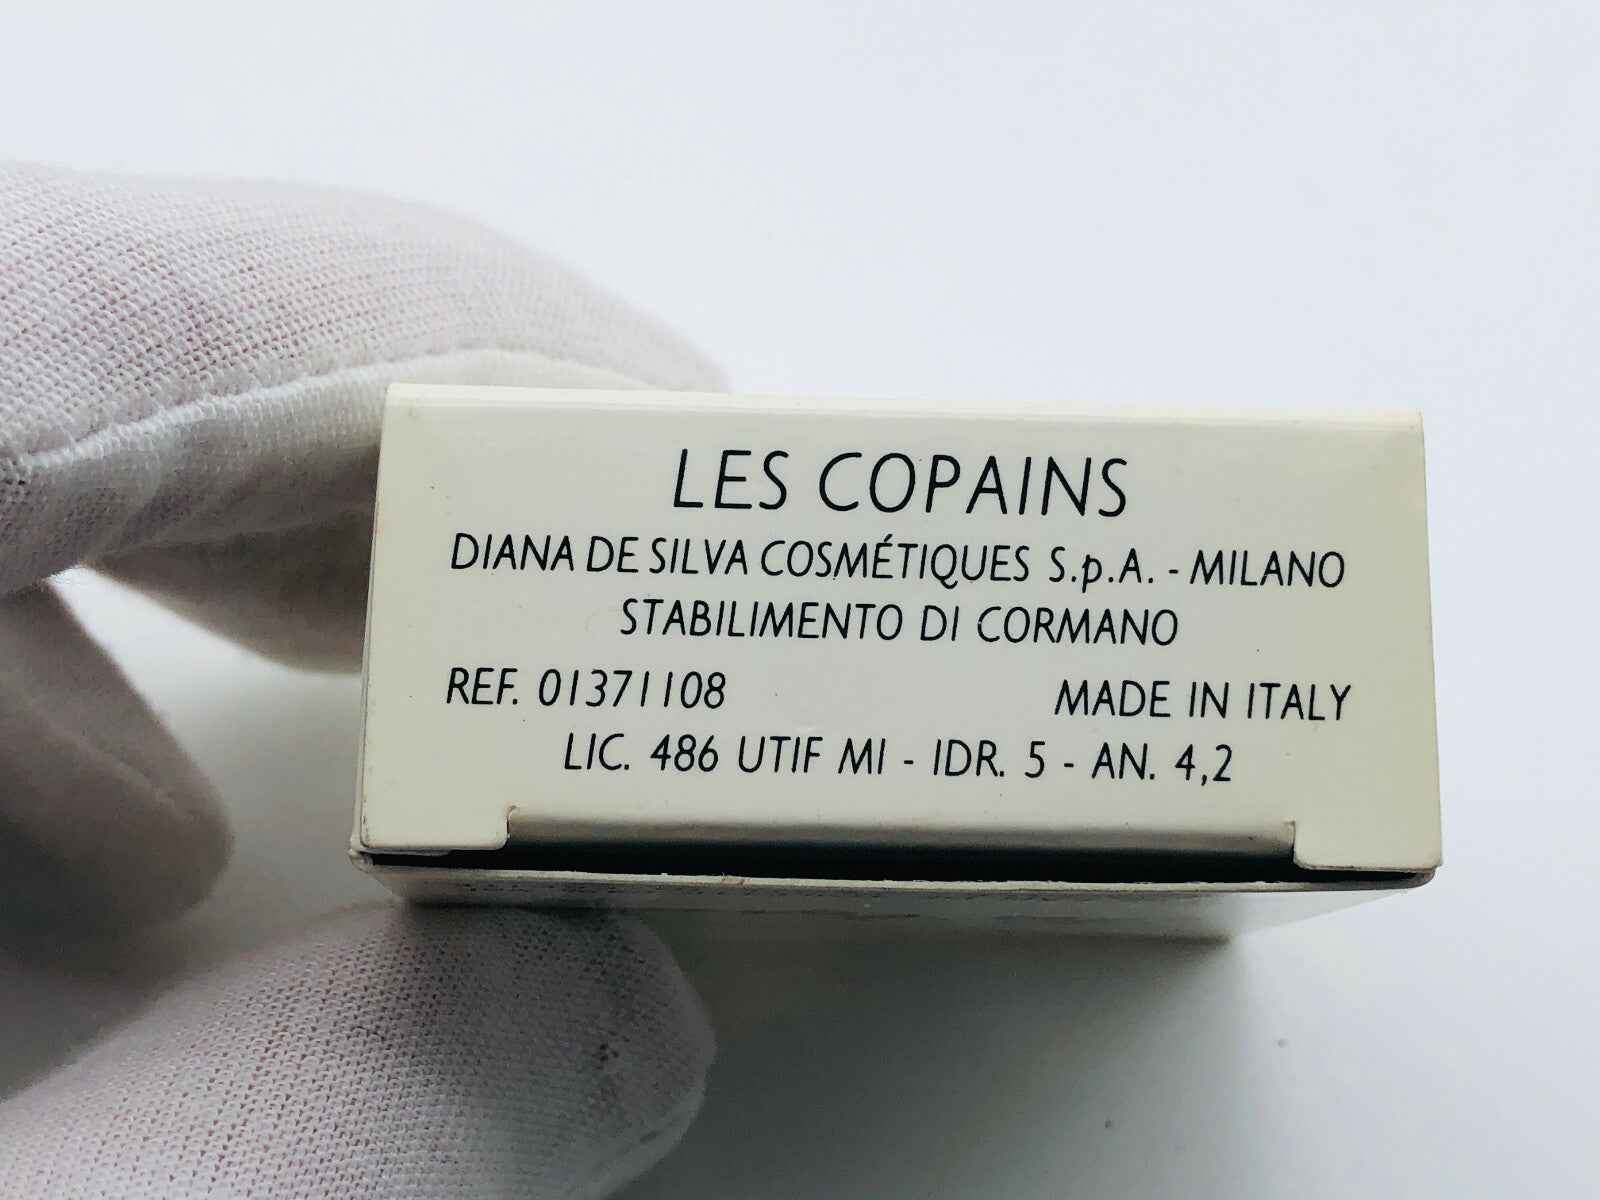 LES COPAINS
DIANA DE SILVA COSMÉTIQUES S.p.A. - MILANO
STABILIMENTO DI CORMANO
REF. 01371108 MADE IN ITALY
LIC. 486 UTIF MI - IDR. 5 - AN. 4,2